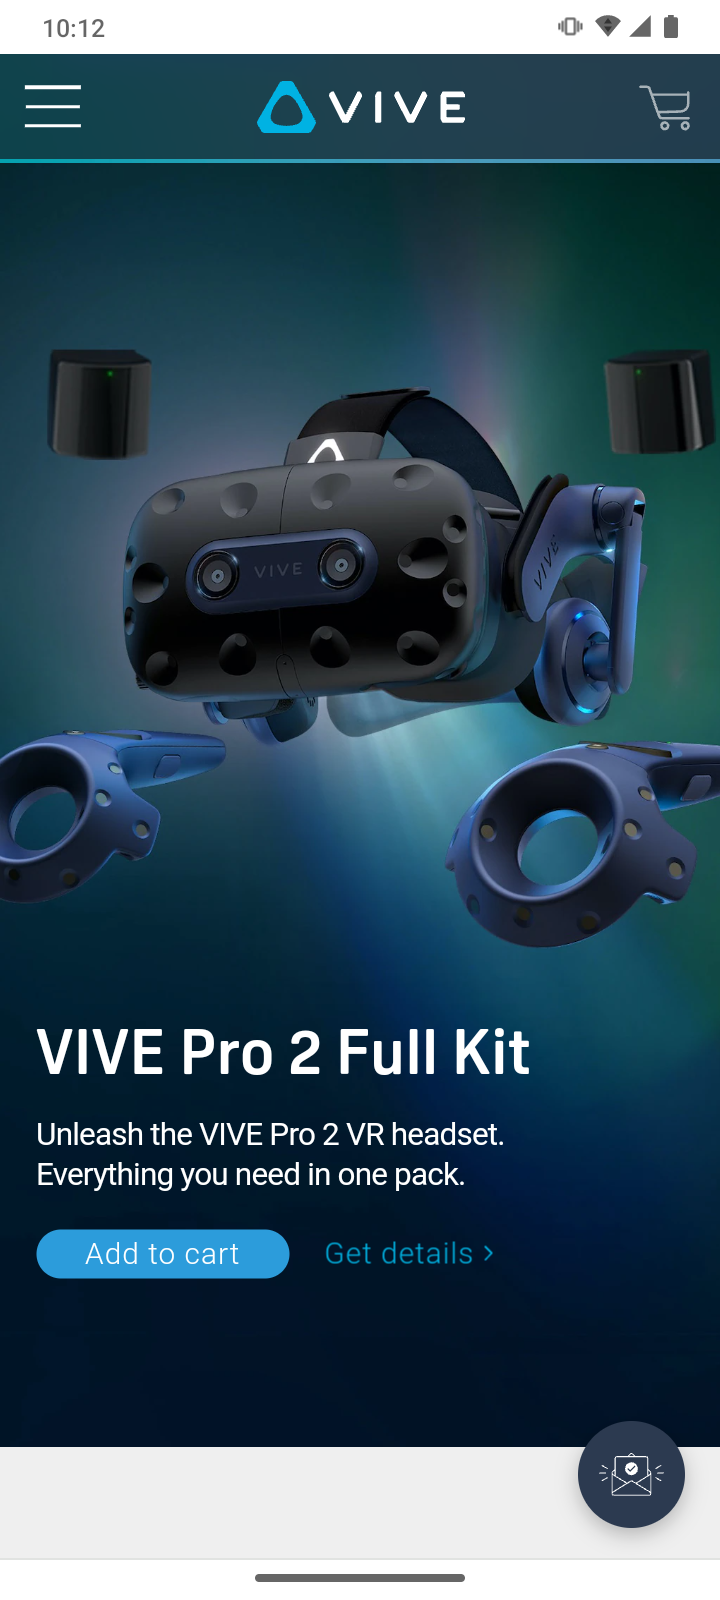 10:12
VIVE
VIVE
VIVE
VIVE Pro 2 Full Kit
Unleash the VIVE Pro 2 VR headset.
Everything you need in one pack.
Add to cart
Get details >